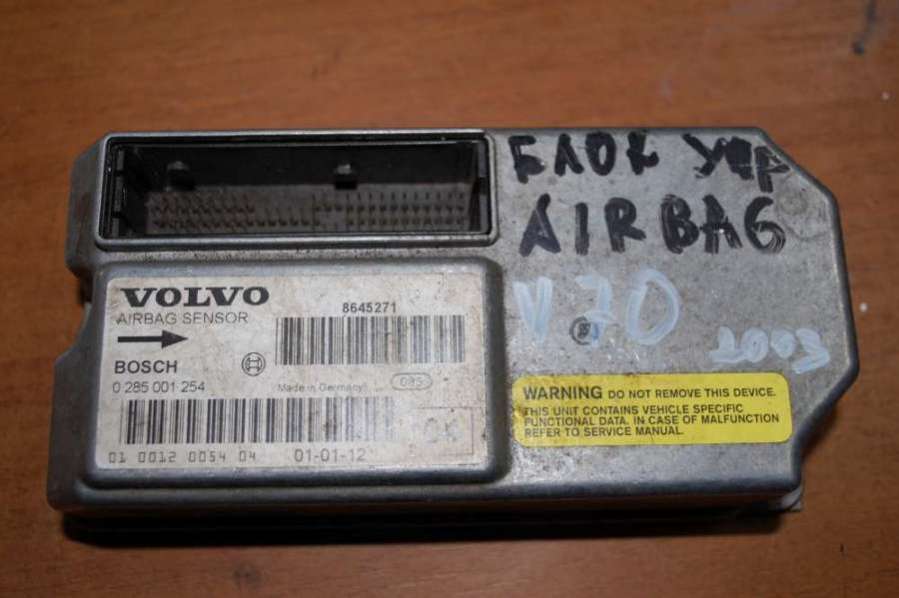 БЛОК УПР
AIRBAG
V70
2003
VOLVO
AIRBAG SENSOR
8645271
BOSCH
0 285 001 254
Made in Germany
085
01 0012 0054 04
01-01-12
WARNING DO NOT REMOVE THIS DEVICE.
THIS UNIT CONTAINS VEHICLE SPECIFIC
FUNCTIONAL DATA. IN CASE OF MALFUNCTION
REFER TO SERVICE MANUAL.